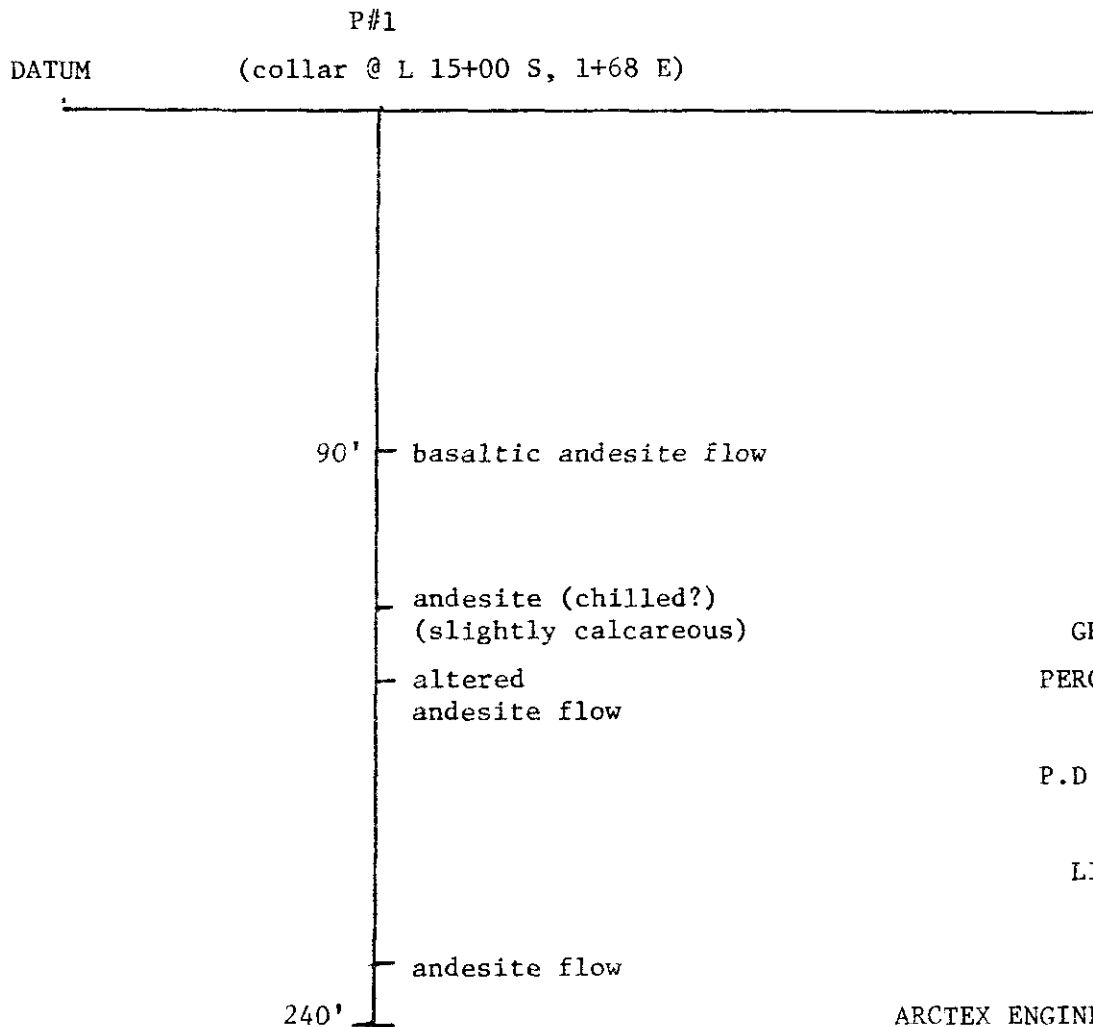 P#1
DATUM (collar @ L 15+00 S, 1+68 E)
90' basaltic andesite flow
andesite (chilled?)
(slightly calcareous)
altered
andesite flow
P.D
andesite flow
240' ARCTEX